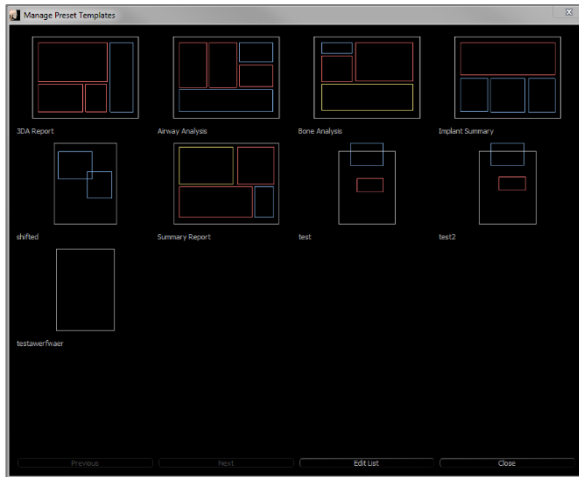 Manage Preset Templates
3DA Report
Airway Analysis
Bone Analysis
Implant Summary
shifted
Summary Report
test
test2
testawerfwaer
Previous
Next
Edit List
Close